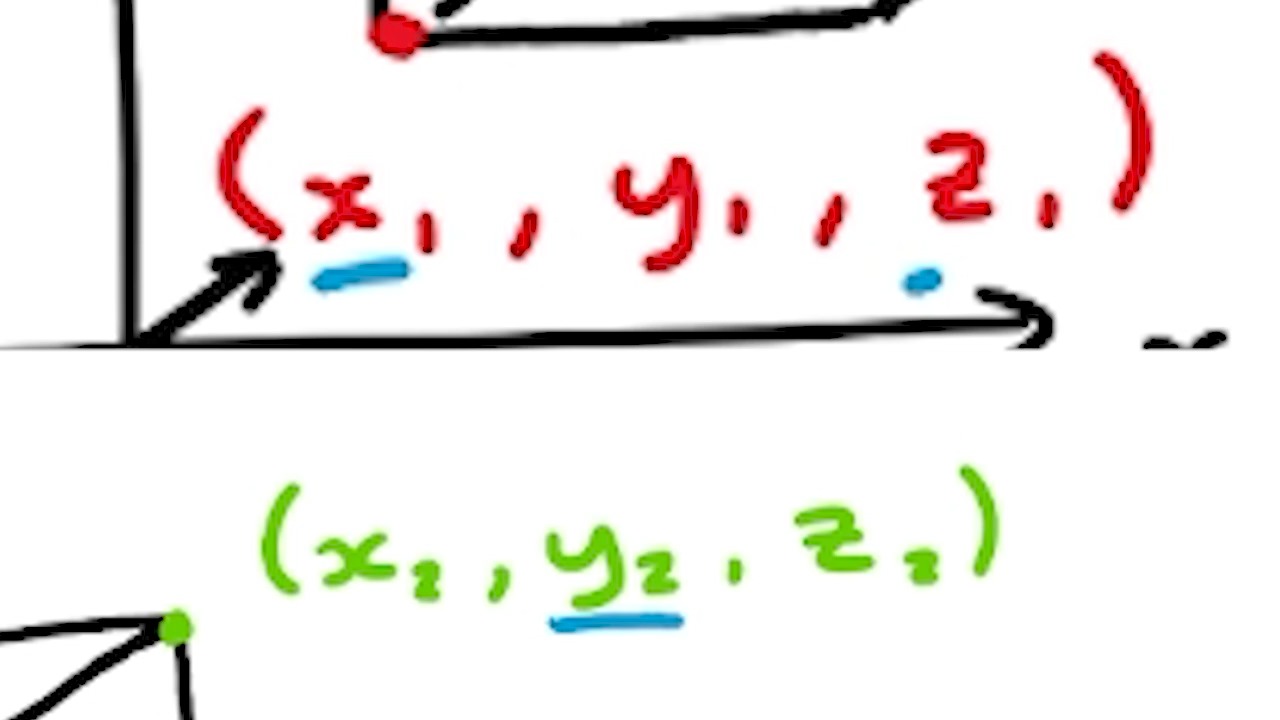 (x₁, y₁, z₁)
(x₂, y₂, z₂)